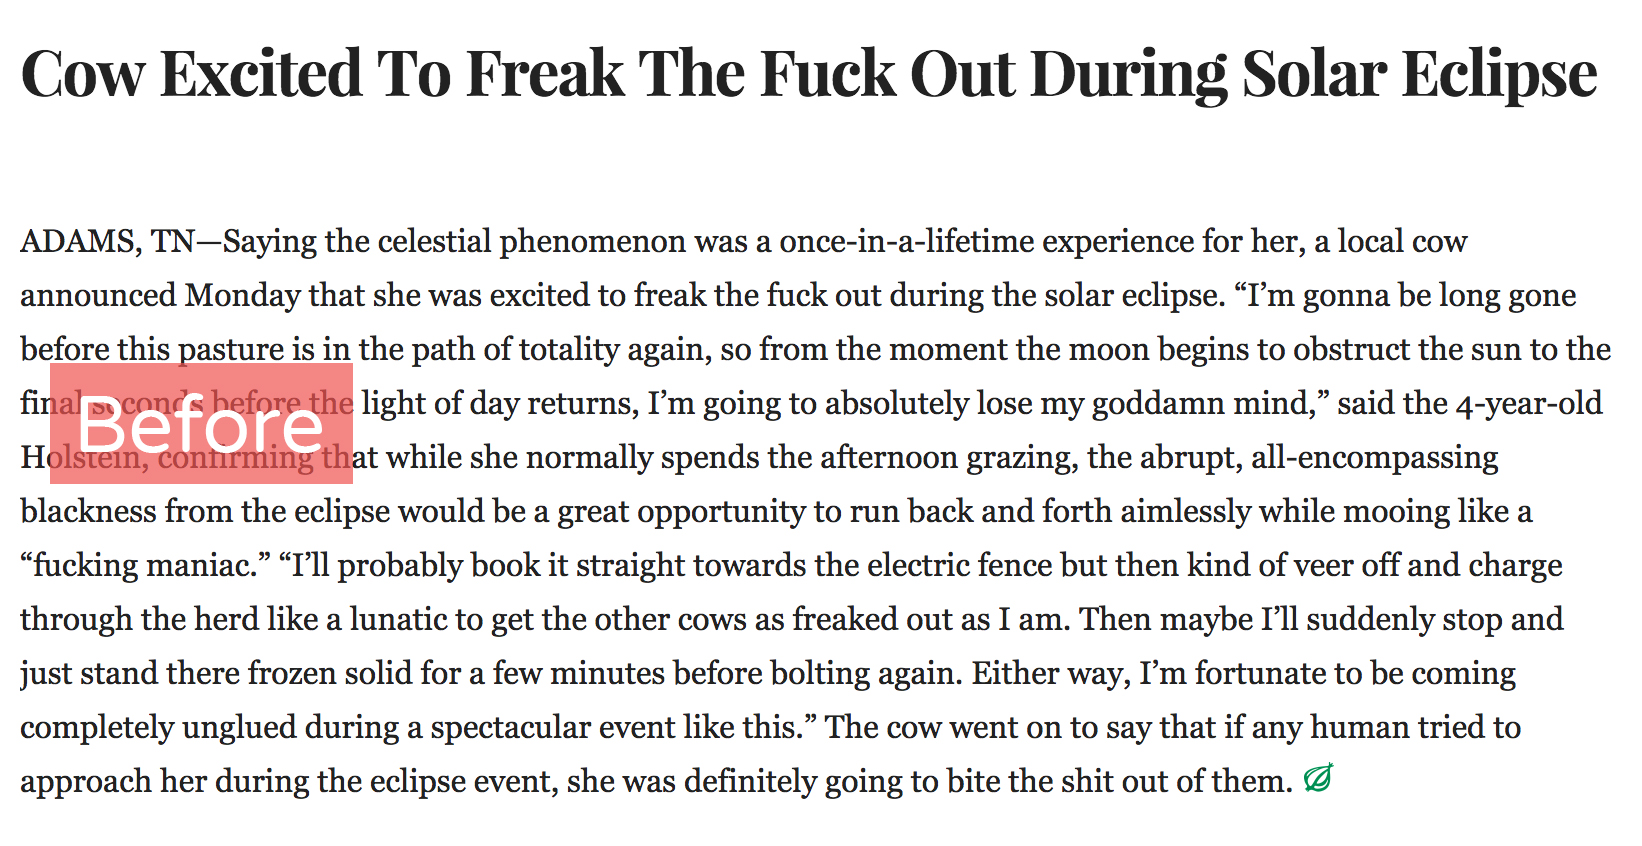 Cow Excited To Freak The Fuck Out During Solar Eclipse
ADAMS, TN—Saying the celestial phenomenon was a once-in-a-lifetime experience for her, a local cow
announced Monday that she was excited to freak the fuck out during the solar eclipse. “I’m gonna be long gone
before this pasture is in the path of totality again, so from the moment the moon begins to obstruct the sun to the
final seconds before the light of day returns, I’m going to absolutely lose my goddamn mind,” said the 4-year-old
Before
Holstein, confirming that while she normally spends the afternoon grazing, the abrupt, all-encompassing
blackness from the eclipse would be a great opportunity to run back and forth aimlessly while mooing like a
“fucking maniac.” “I’ll probably book it straight towards the electric fence but then kind of veer off and charge
through the herd like a lunatic to get the other cows as freaked out as I am. Then maybe I’ll suddenly stop and
just stand there frozen solid for a few minutes before bolting again. Either way, I’m fortunate to be coming
completely unglued during a spectacular event like this.” The cow went on to say that if any human tried to
approach her during the eclipse event, she was definitely going to bite the shit out of them.